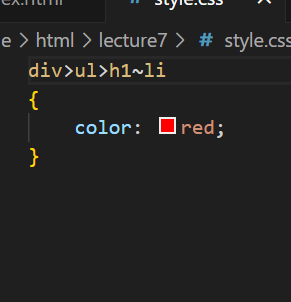 ex.html style.css
e > html > lecture7 > # style.css
div>ul>h1~li
{
color: red;
}